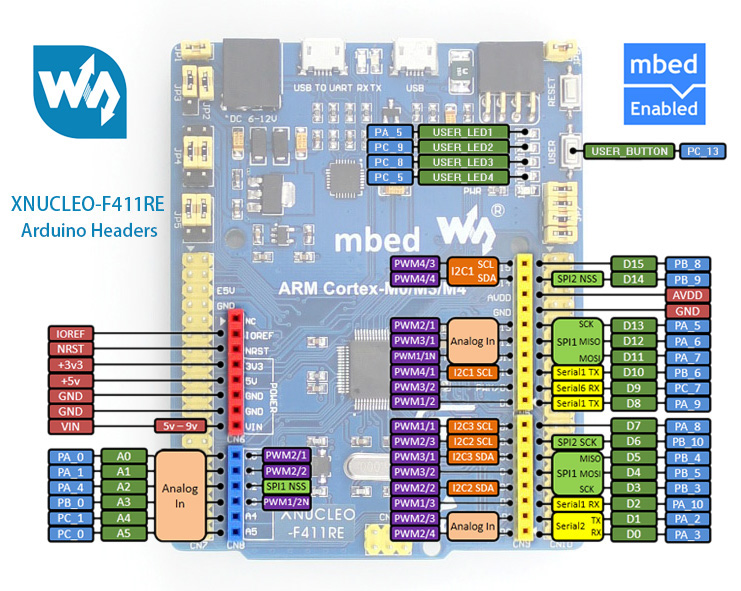 JP1
JP3
JP2
JP4
JP5
USB TO UART RX TX
USB
DC 6-12V
RESET
USER
mbed
Enabled
XNUCLEO-F411RE
Arduino Headers
PA_5 USER_LED1
PC_9 USER_LED2
PC_8 USER_LED3
PC_5 USER_LED4
USER_BUTTON PC_13
PWR
mbed
®
ARM Cortex-M0/M3/M4
E5V
GND
NC
IOREF
NRST
3V3
5V
GND
GND
VIN
POWER
CN6
IOREF
NRST
+3v3
+5v
GND
GND
VIN 5v-9v
PA_0 A0
PA_1 A1
PA_4 A2
PB_0 A3
PC_1 A4
PC_0 A5
Analog
In
PWM2/1
PWM2/2
SPI1 NSS
PWM1/2N
A4
A5
CN7
CN8
XNUCLEO
-F411RE
AVDD
GND
PWM4/3 I2C1 SCL D15 PB_8
PWM4/4 SDA SPI2 NSS D14 PB_9
AVDD
GND
PWM2/1 Analog In SPI1 SCK D13 PA_5
PWM3/1 MISO D12 PA_6
PWM1/1N MOSI D11 PA_7
PWM4/1 I2C1 SCL Serial1 TX D10 PB_6
PWM3/2 Serial6 RX D9 PC_7
PWM1/2 Serial1 TX D8 PA_9
PWM1/1 I2C3 SCL D7 PA_8
PWM2/3 I2C2 SCL SPI2 SCK D6 PB_10
PWM3/1 I2C3 SDA SPI1 MISO D5 PB_4
PWM3/2 MOSI D4 PB_5
PWM2/2 I2C2 SDA SCK D3 PB_3
PWM1/3 Serial1 RX D2 PA_10
PWM2/3 Analog In Serial2 TX D1 PA_2
PWM2/4 RX D0 PA_3
CN9
CN10